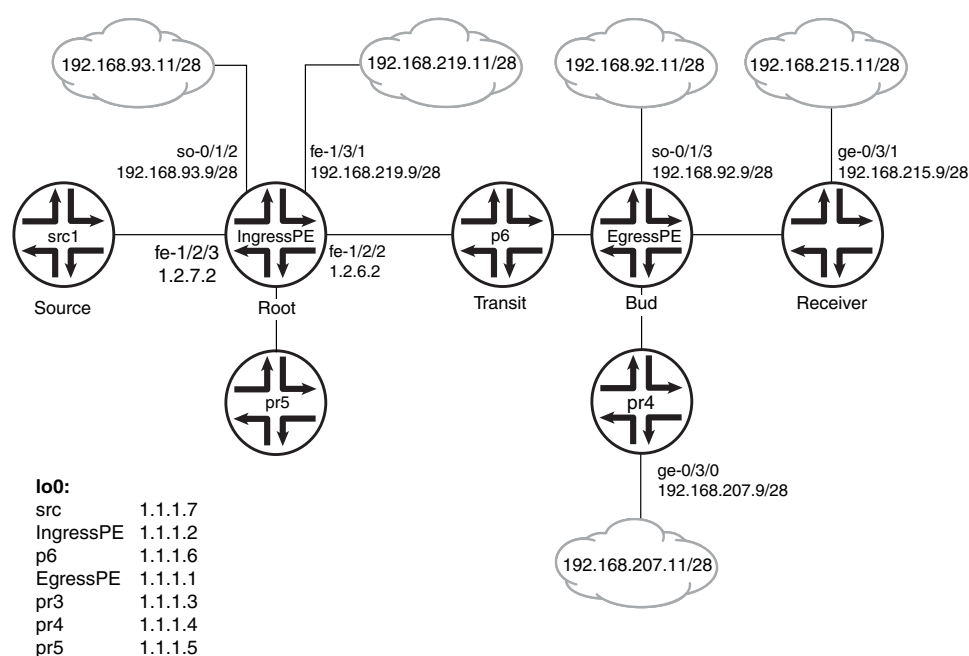 192.168.93.11/28
192.168.219.11/28
192.168.92.11/28
192.168.215.11/28
so-0/1/2
192.168.93.9/28
fe-1/3/1
192.168.219.9/28
so-0/1/3
192.168.92.9/28
ge-0/3/1
192.168.215.9/28
src1
IngressPE
p6
EgressPE
fe-1/2/3
1.2.7.2
fe-1/2/2
1.2.6.2
Source
Root
Transit
Bud
Receiver
pr5
pr4
ge-0/3/0
192.168.207.9/28
192.168.207.11/28
lo0:
src 1.1.1.7
IngressPE 1.1.1.2
p6 1.1.1.6
EgressPE 1.1.1.1
pr3 1.1.1.3
pr4 1.1.1.4
pr5 1.1.1.5